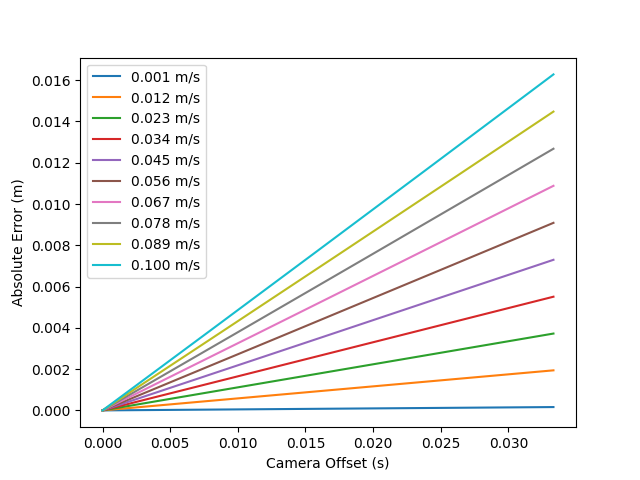 0.016
0.014
0.012
0.010
0.008
0.006
0.004
0.002
0.000
Absolute Error (m)
0.001 m/s
0.012 m/s
0.023 m/s
0.034 m/s
0.045 m/s
0.056 m/s
0.067 m/s
0.078 m/s
0.089 m/s
0.100 m/s
0.000 0.005 0.010 0.015 0.020 0.025 0.030
Camera Offset (s)